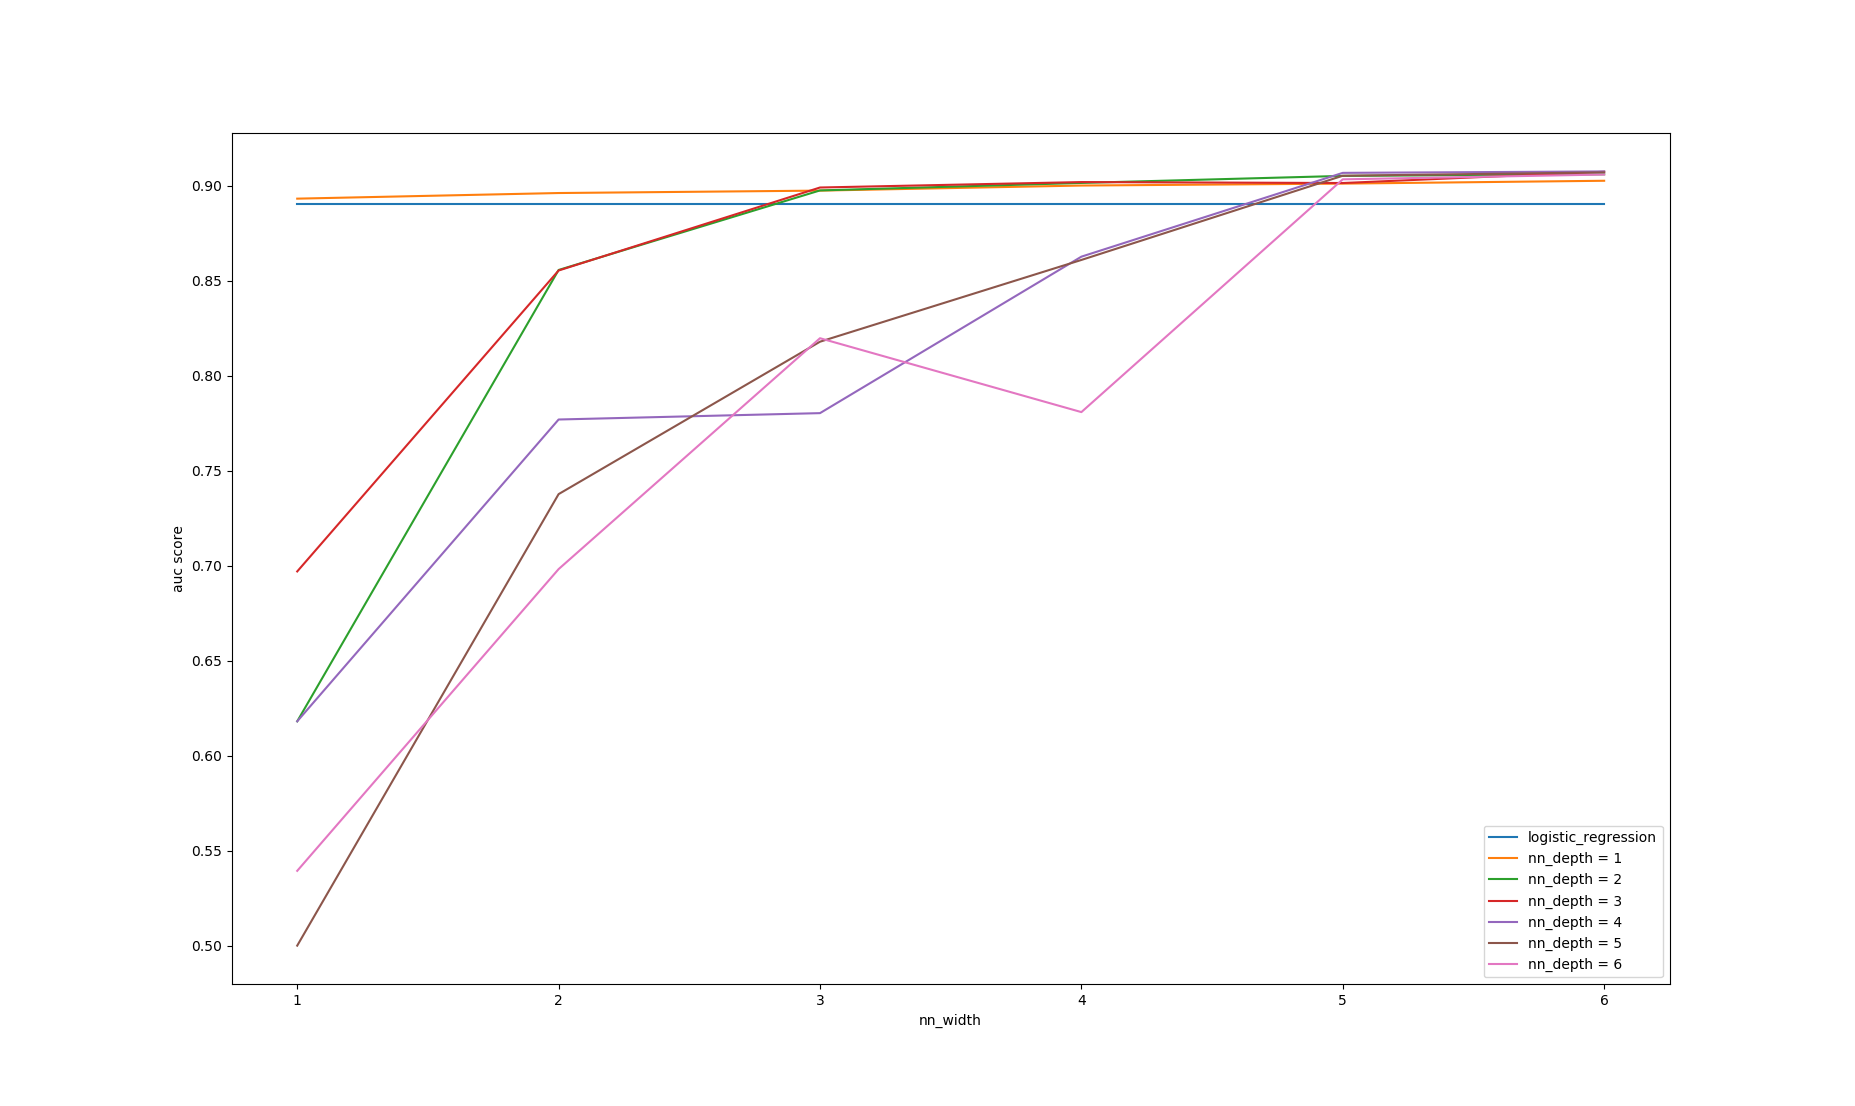 0.90
0.85
0.80
0.75
0.70
0.65
0.60
0.55
0.50
auc score
1 2 3 4 5 6
nn_width
logistic_regression
nn_depth = 1
nn_depth = 2
nn_depth = 3
nn_depth = 4
nn_depth = 5
nn_depth = 6